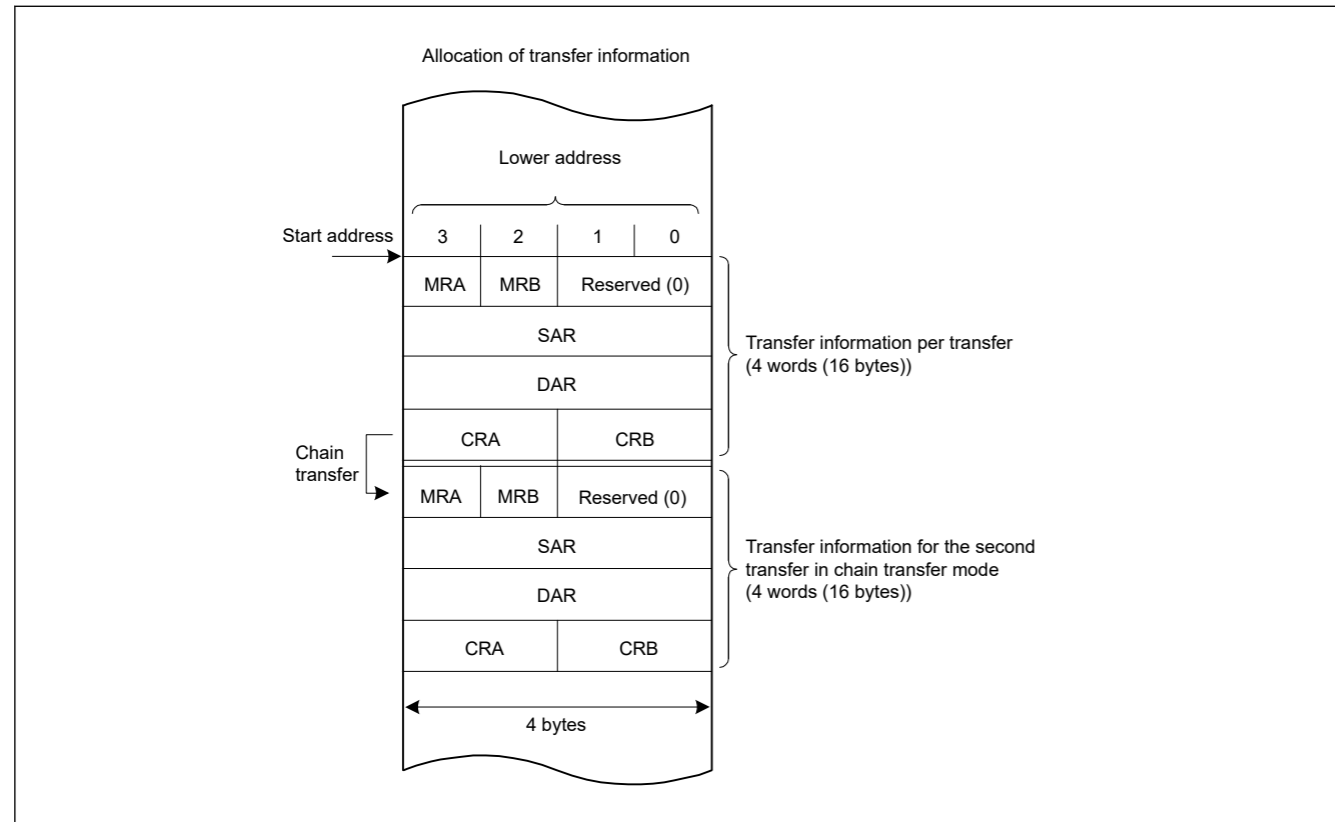 Allocation of transfer information
Lower address
Start address
3 2 1 0
MRA MRB Reserved (0)
SAR
DAR
CRA CRB
Transfer information per transfer
(4 words (16 bytes))
Chain
transfer
MRA MRB Reserved (0)
SAR
DAR
CRA CRB
Transfer information for the second
transfer in chain transfer mode
(4 words (16 bytes))
4 bytes